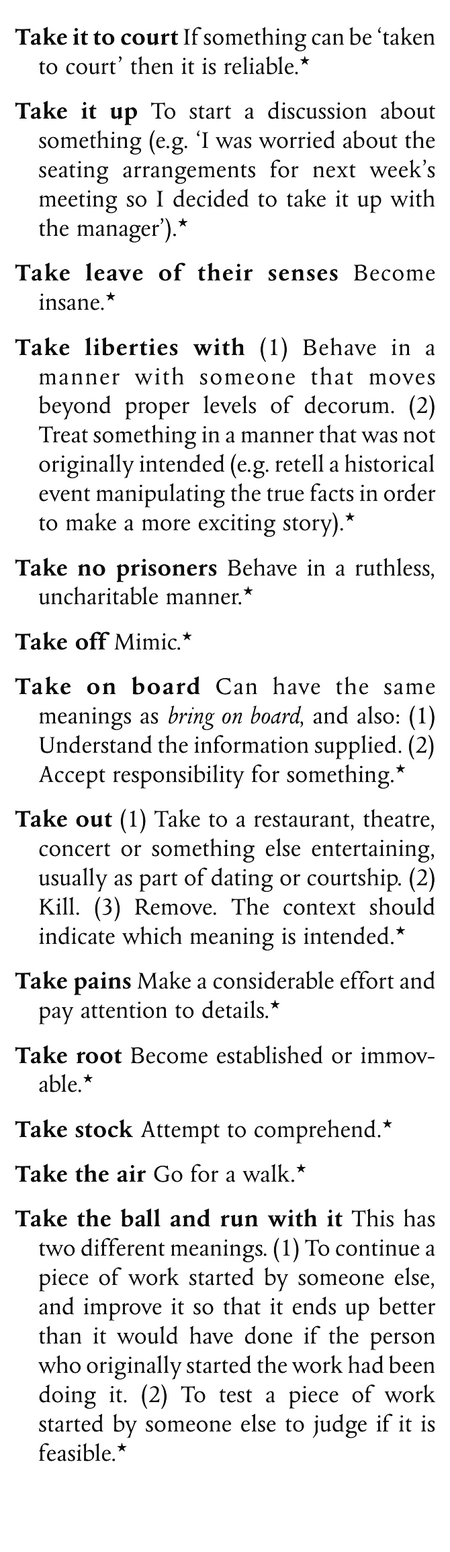 Take it to court If something can be ‘taken
to court’ then it is reliable.★
Take it up To start a discussion about
something (e.g. ‘I was worried about the
seating arrangements for next week’s
meeting so I decided to take it up with
the manager’).★
Take leave of their senses Become
insane.★
Take liberties with (1) Behave in a
manner with someone that moves
beyond proper levels of decorum. (2)
Treat something in a manner that was not
originally intended (e.g. retell a historical
event manipulating the true facts in order
to make a more exciting story).★
Take no prisoners Behave in a ruthless,
uncharitable manner.★
Take off Mimic.★
Take on board Can have the same
meanings as bring on board, and also: (1)
Understand the information supplied. (2)
Accept responsibility for something.★
Take out (1) Take to a restaurant, theatre,
concert or something else entertaining,
usually as part of dating or courtship. (2)
Kill. (3) Remove. The context should
indicate which meaning is intended.★
Take pains Make a considerable effort and
pay attention to details.★
Take root Become established or immov-
able.★
Take stock Attempt to comprehend.★
Take the air Go for a walk.★
Take the ball and run with it This has
two different meanings. (1) To continue a
piece of work started by someone else,
and improve it so that it ends up better
than it would have done if the person
who originally started the work had been
doing it. (2) To test a piece of work
started by someone else to judge if it is
feasible.★